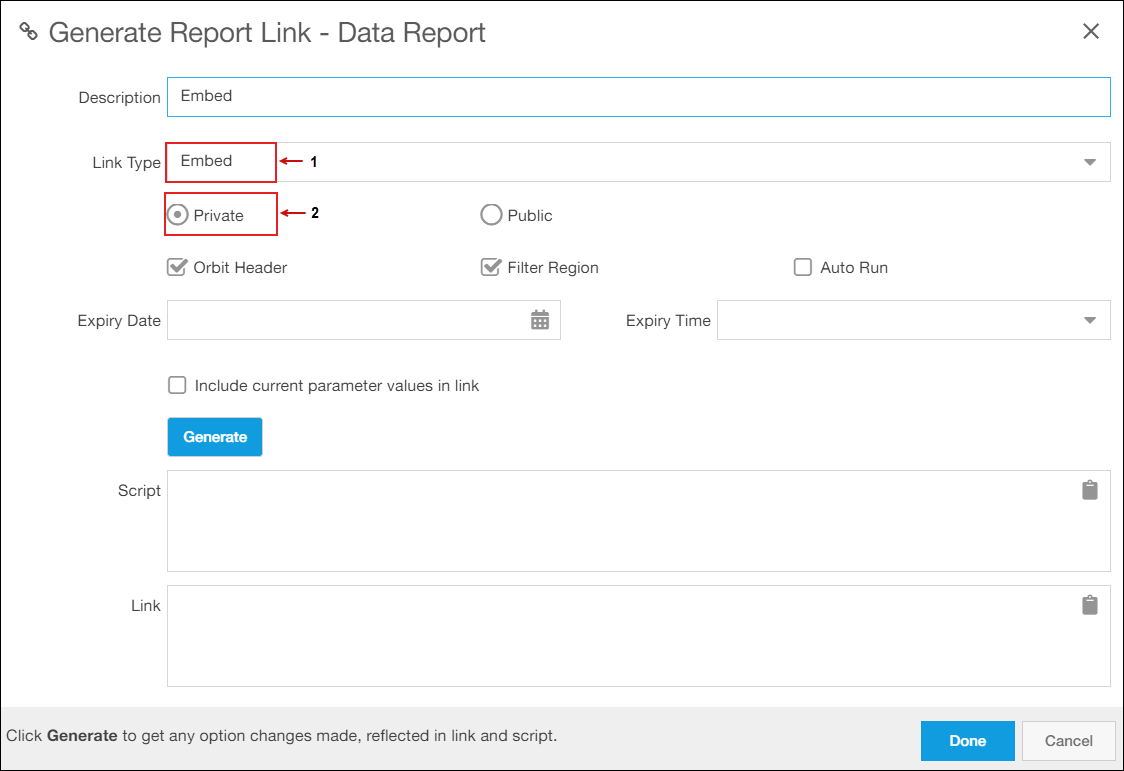 Generate Report Link - Data Report
Description Embed
Link Type Embed 1
Private 2 Public
Orbit Header Filter Region Auto Run
Expiry Date Expiry Time
Include current parameter values in link
Generate
Script
Link
Click Generate to get any option changes made, reflected in link and script.
Done Cancel